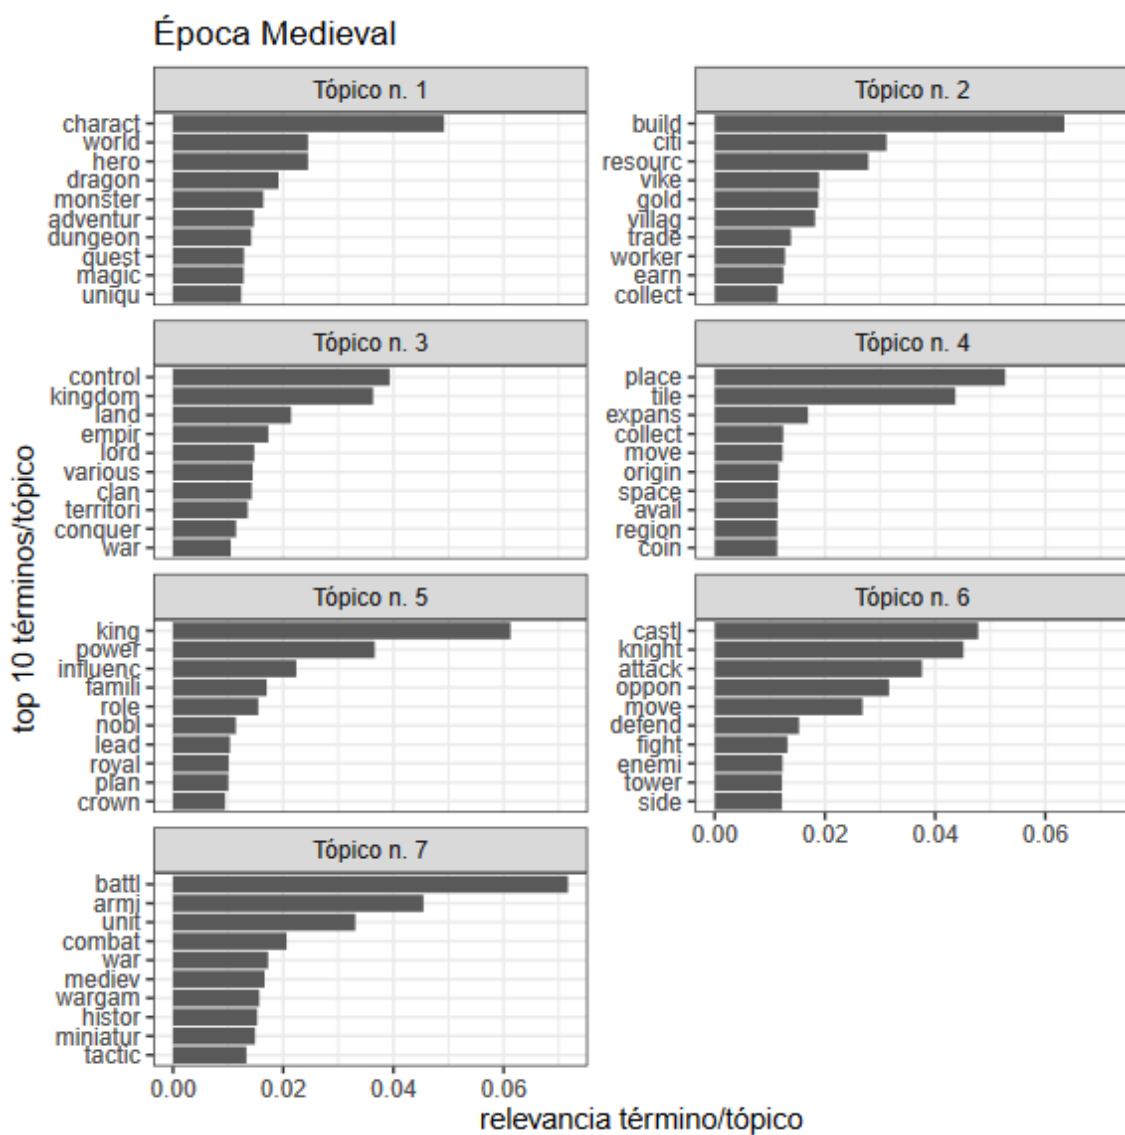 Época Medieval
Tópico n. 1
charact
world
hero
dragon
monster
adventur
dungeon
quest
magic
uniqu
Tópico n. 2
build
citi
resourc
vike
gold
villag
trade
worker
earn
collect
Tópico n. 3
control
kingdom
land
empir
lord
various
clan
territori
conquer
war
Tópico n. 4
place
tile
expans
collect
move
origin
space
avail
region
coin
Tópico n. 5
king
power
influenc
famili
role
nobl
lead
royal
plan
crown
Tópico n. 6
castl
knight
attack
oppon
move
defend
fight
enemi
tower
side
0.00 0.02 0.04 0.06
Tópico n. 7
battl
armi
unit
combat
war
mediev
wargam
histor
miniatur
tactic
0.00 0.02 0.04 0.06
relevancia término/tópico
top 10 términos/tópico